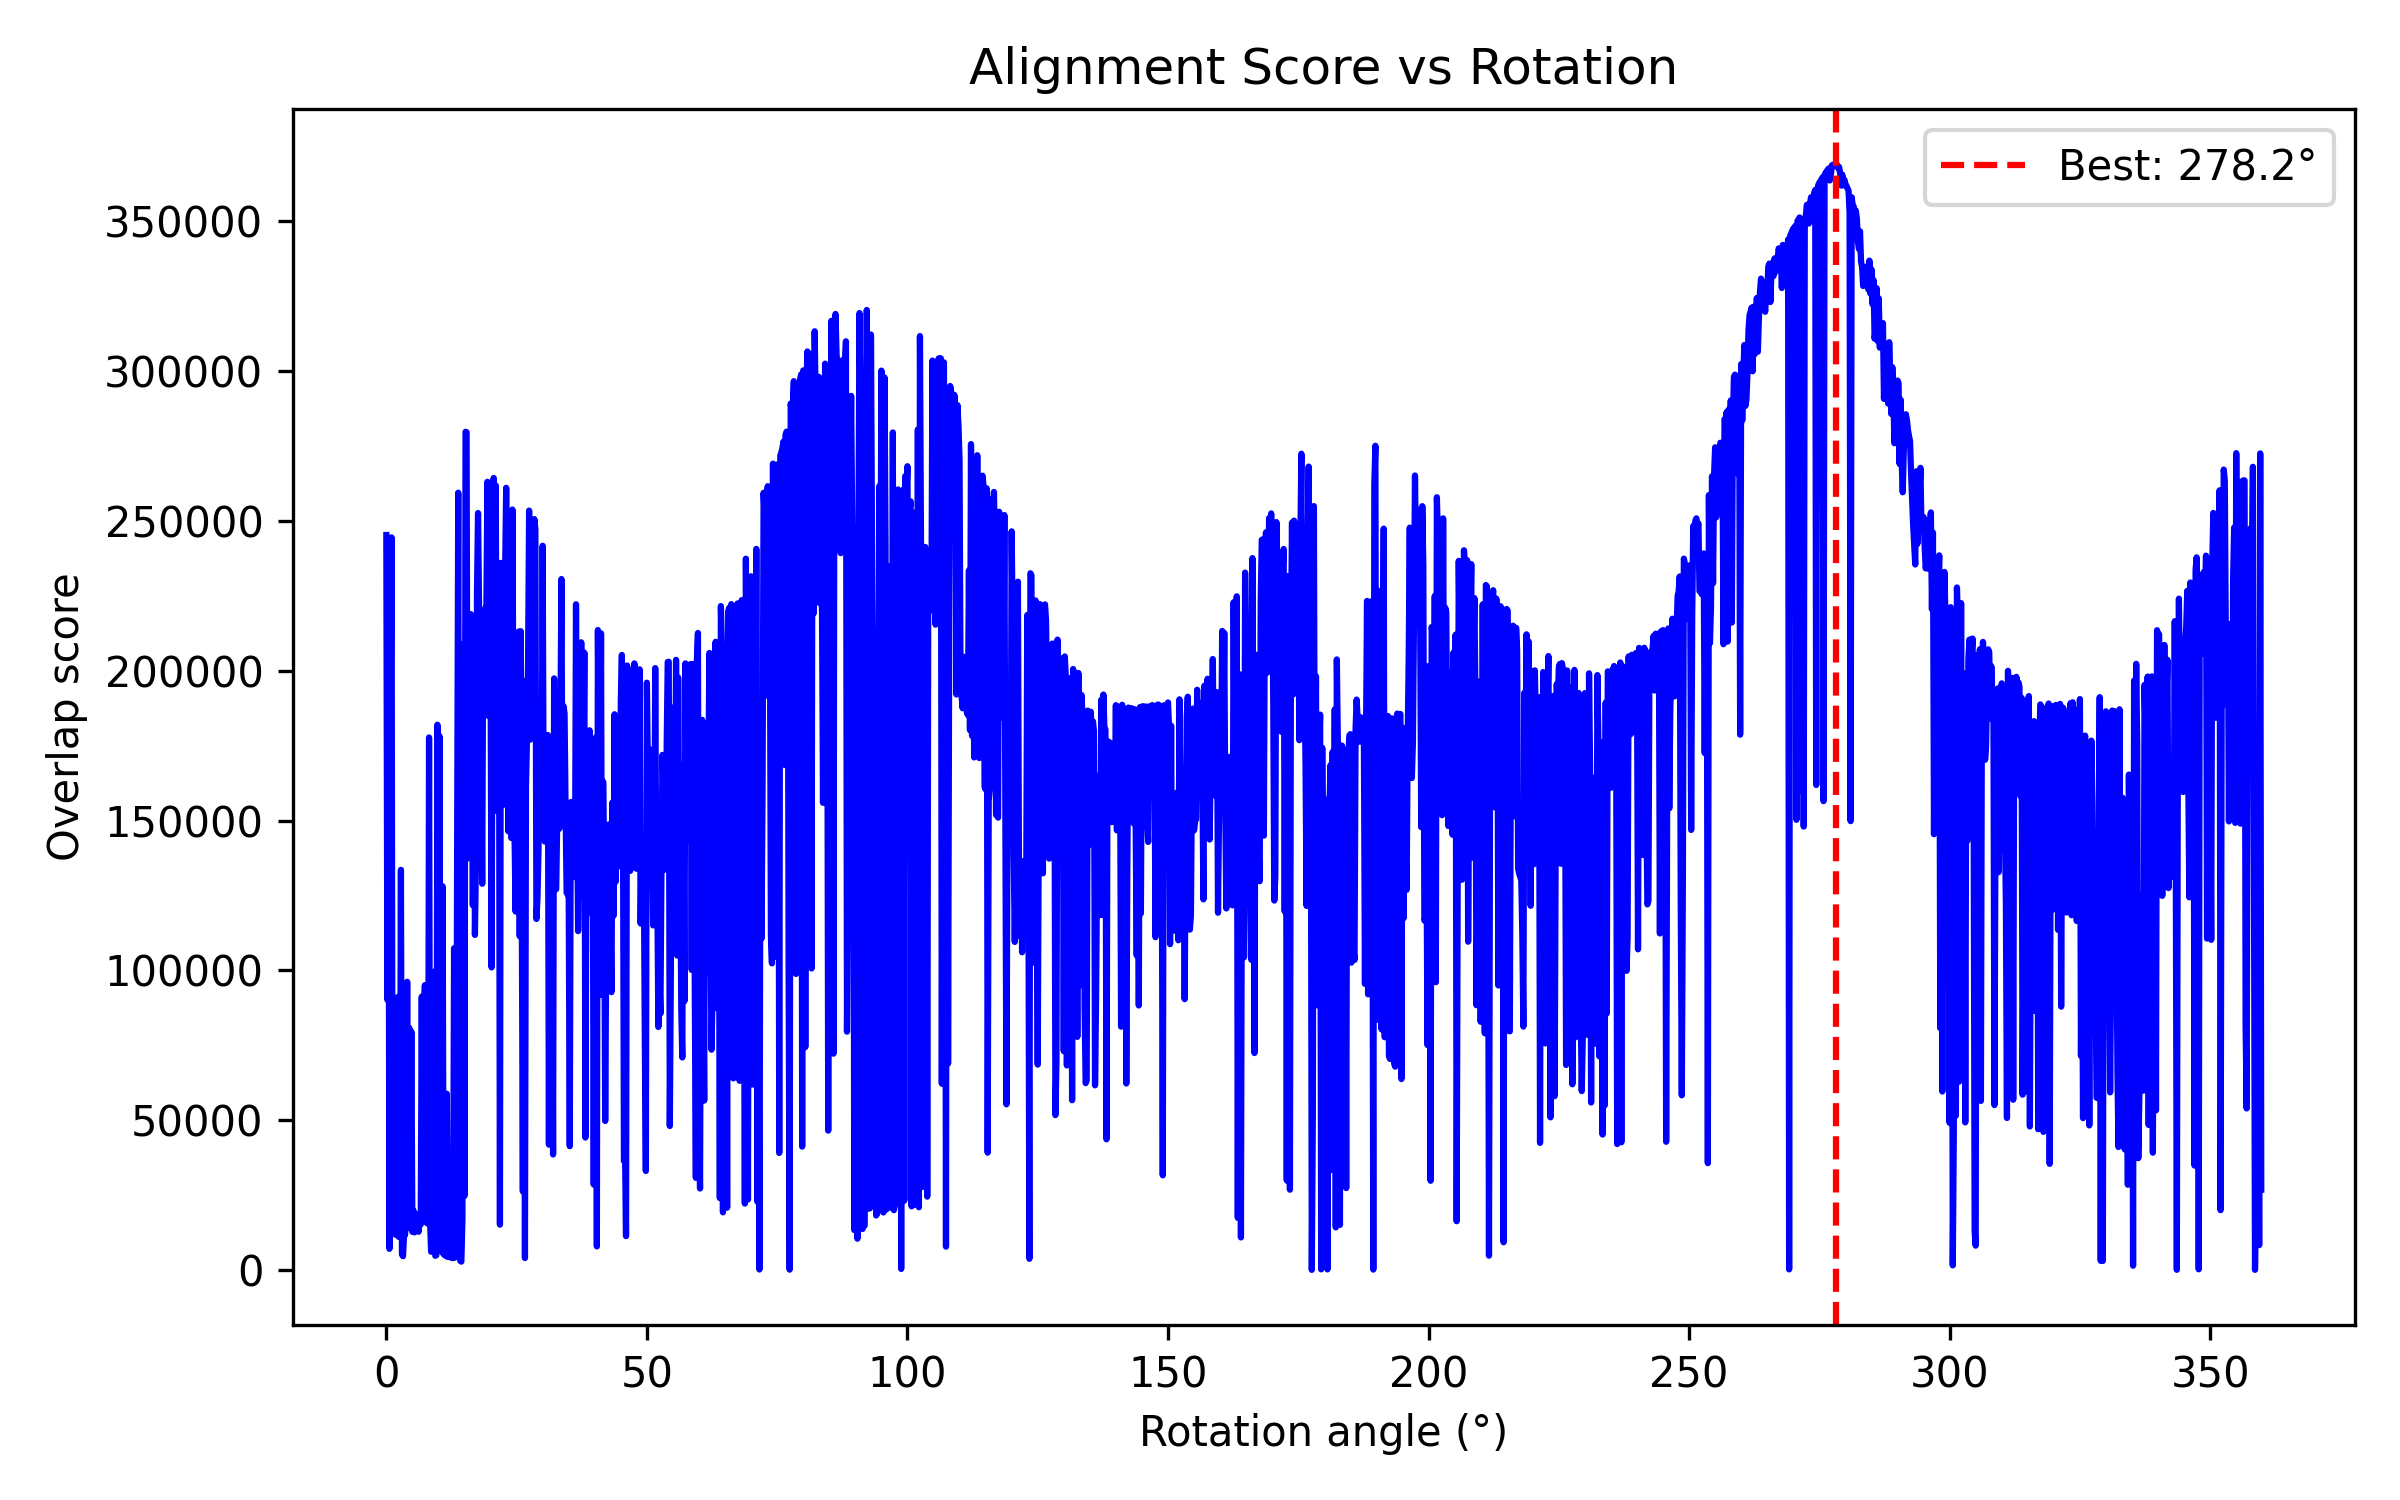 Alignment Score vs Rotation
Best: 278.2°
Overlap score
350000
300000
250000
200000
150000
100000
50000
0
0 50 100 150 200 250 300 350
Rotation angle (°)